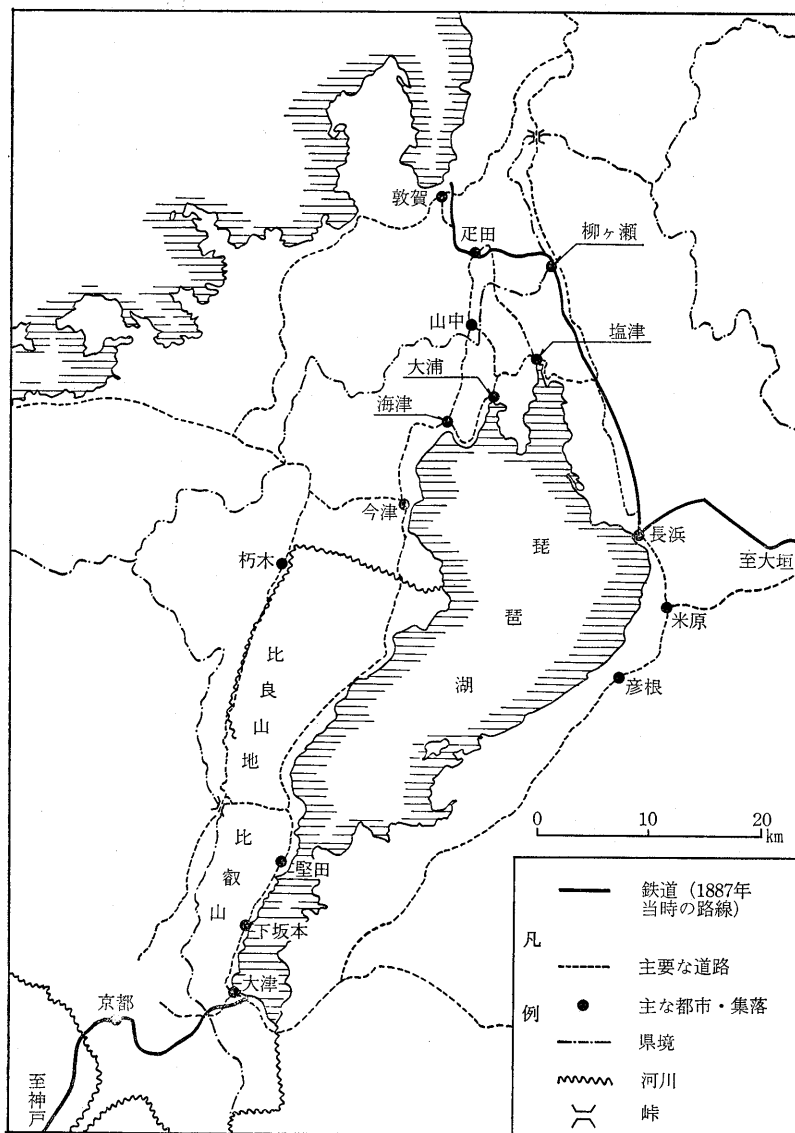 敦賀
疋田
柳ヶ瀬
山中
塩津
大浦
海津
今津
長浜
至大垣
朽木
米原
琵琶湖
彦根
比良山地
0 10 20 km
比叡山
堅田
下坂本
大津
京都
至神戸
凡例
鉄道(1887年
当時の路線)
主要な道路
主な都市・集落
県境
河川
峠